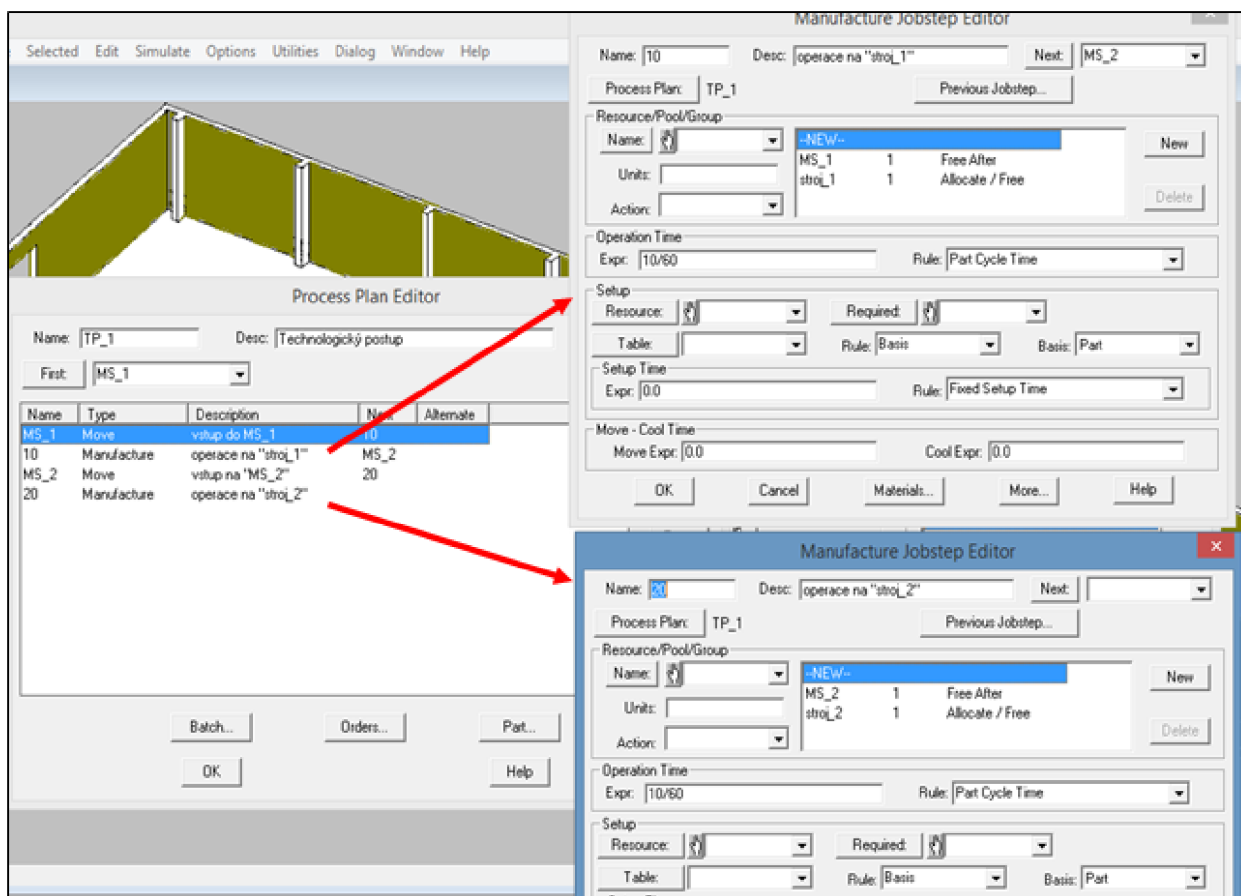 Manufacture Jobstep Editor
Selected Edit Simulate Options Utilities Dialog Window Help
Name: 10 Desc: operace na "stroj_1" Next: MS_2
Process Plan: TP_1 Previous Jobstep...
Resource/Pool/Group
Name: --NEW-- New
MS_1 1 Free After
Units: stroj_1 1 Allocate / Free
Action: Delete
Operation Time
Expr: 10/60 Rule: Part Cycle Time
Setup
Resource: Required:
Table: Rule: Basis Basis: Part
Setup Time
Expr: 0.0 Rule: Fixed Setup Time
Move - Cool Time
Move Expr: 0.0 Cool Expr: 0.0
OK Cancel Materials... More... Help
Process Plan Editor
Name: TP_1 Desc: Technologický postup
First: MS_1
Name Type Description Next Alternate
MS_1 Move vstup do MS_1 10
10 Manufacture operace na "stroj_1" MS_2
MS_2 Move vstup na "MS_2" 20
20 Manufacture operace na "stroj_2"
Batch... Orders... Part...
OK Help
Manufacture Jobstep Editor
Name: 20 Desc: operace na "stroj_2" Next:
Process Plan: TP_1 Previous Jobstep...
Resource/Pool/Group
Name: --NEW-- New
MS_2 1 Free After
Units: stroj_2 1 Allocate / Free
Action: Delete
Operation Time
Expr: 10/60 Rule: Part Cycle Time
Setup
Resource: Required:
Table: Rule: Basis Basis: Part